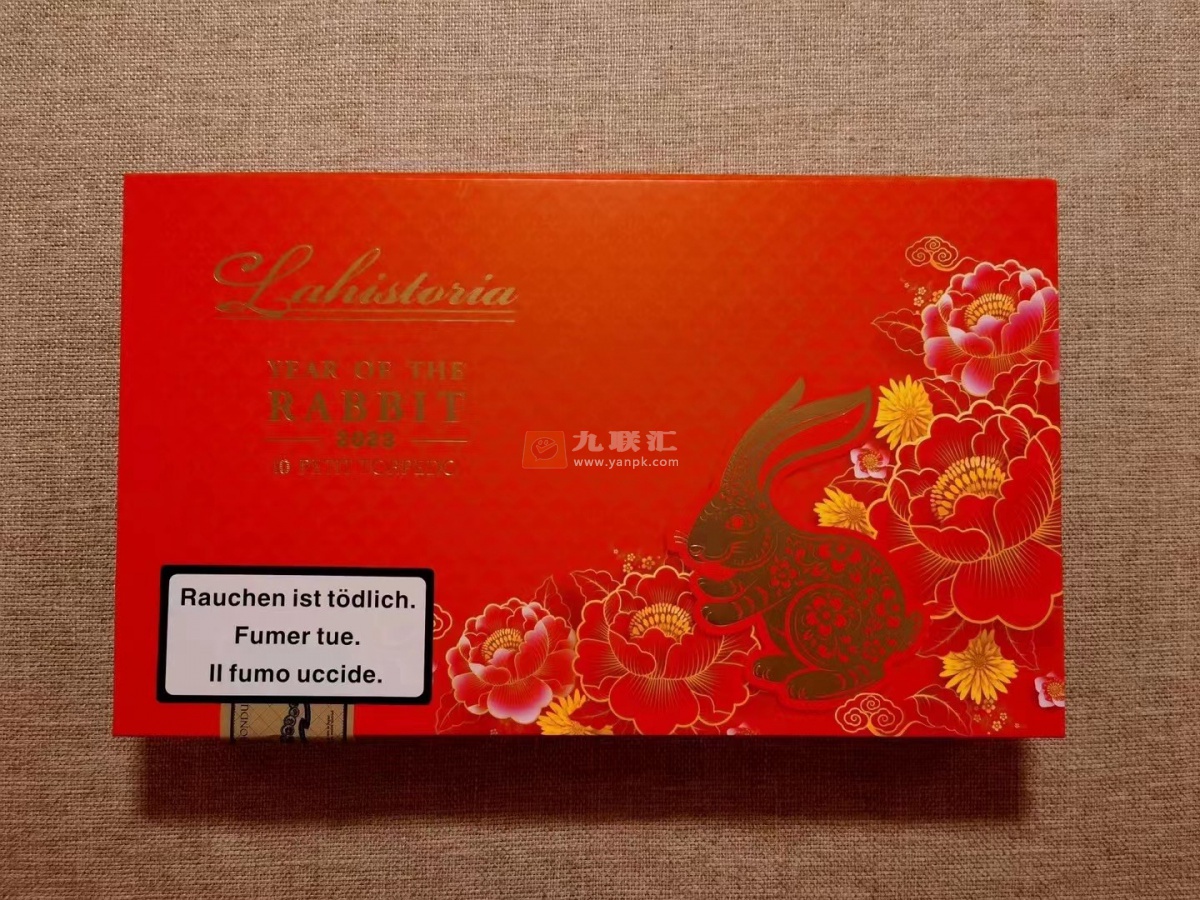 Lahistoria
YEAR OF THE
RABBIT
2023
10 PETIT TORPEDO
九联汇
www.yanpk.com
Rauchen ist tödlich.
Fumer tue.
Il fumo uccide.